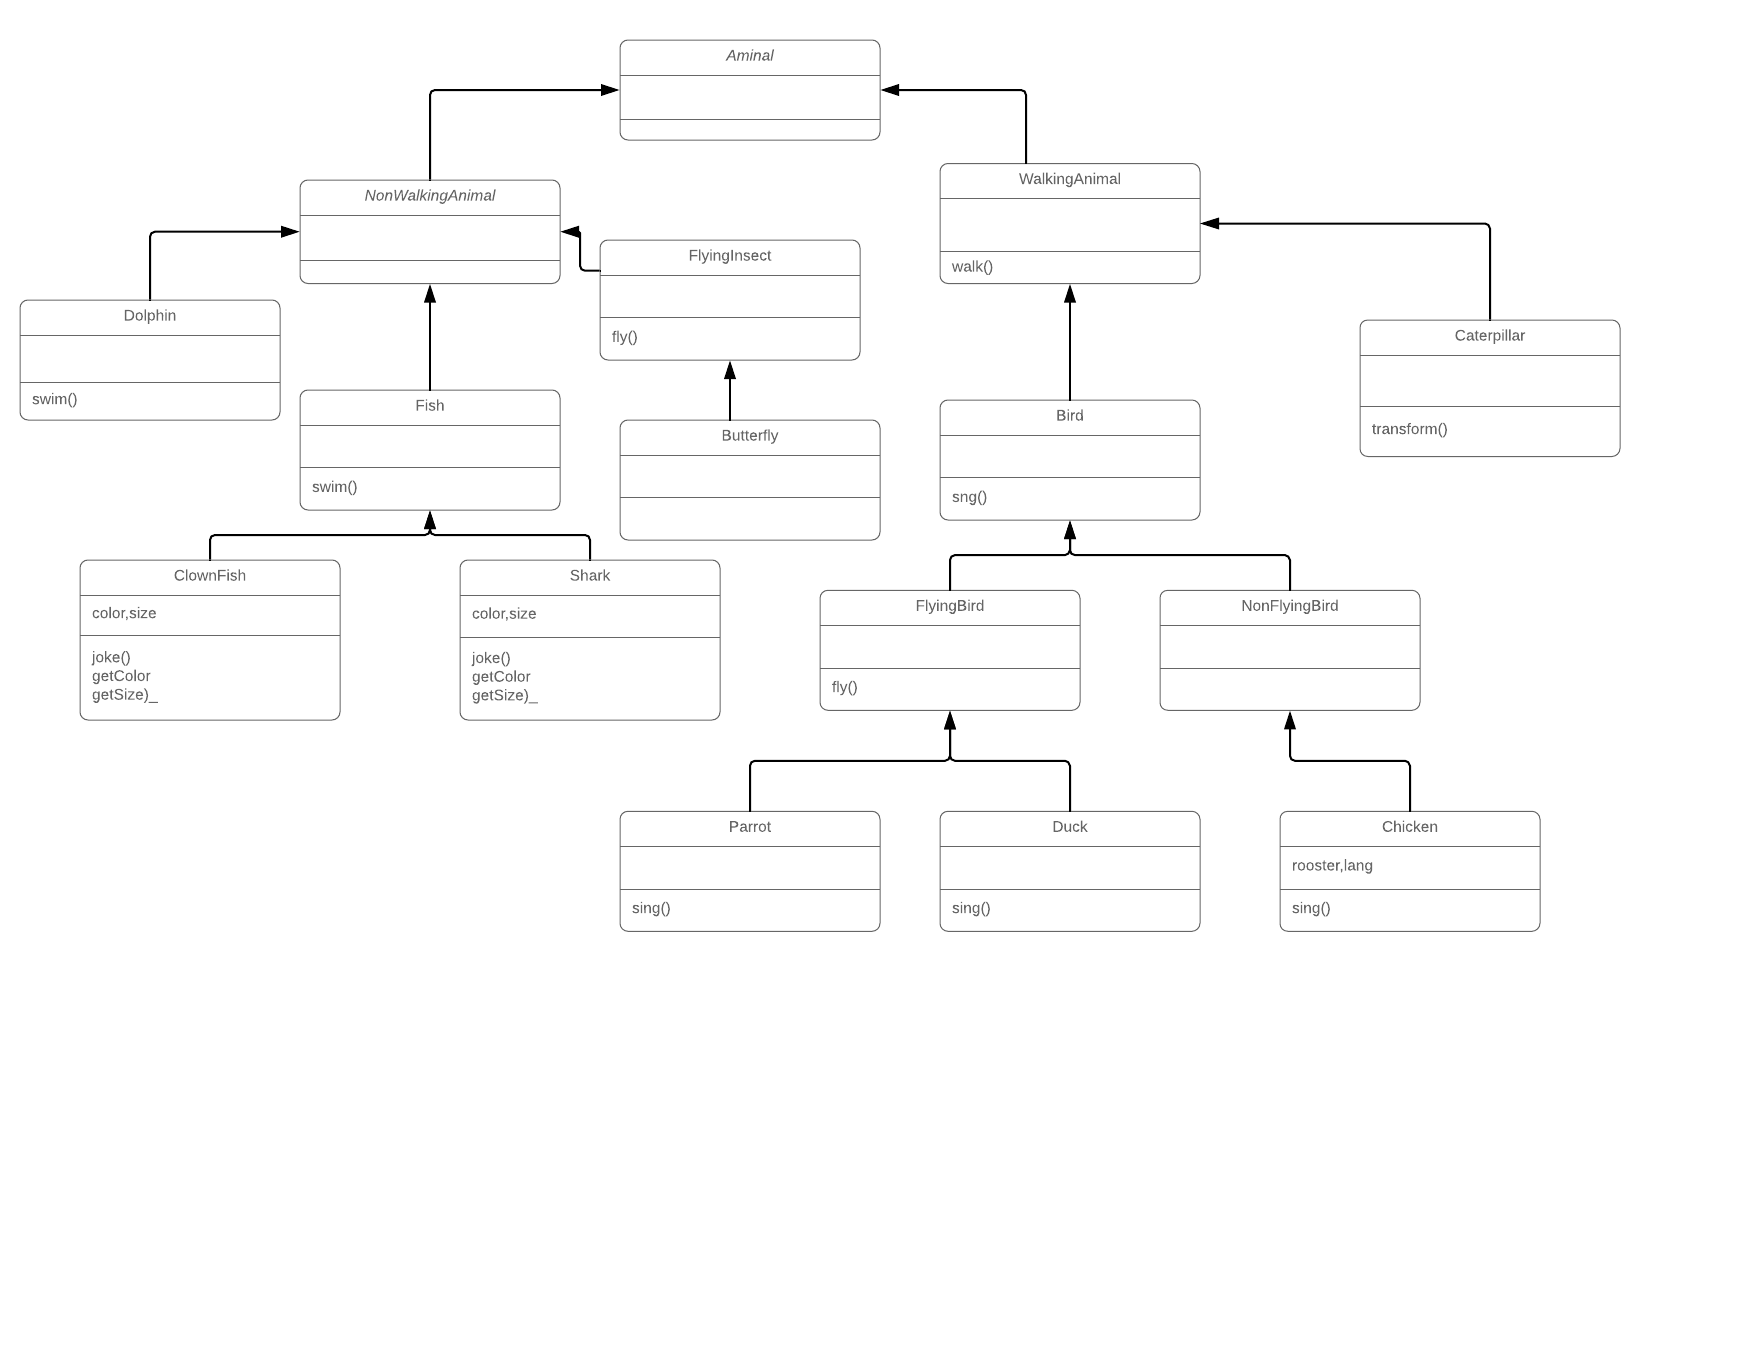 Aminal
NonWalkingAnimal
WalkingAnimal
walk()
FlyingInsect
fly()
Dolphin
swim()
Fish
swim()
Butterfly
Bird
sng()
Caterpillar
transform()
ClownFish
color,size
joke()
getColor
getSize)_
Shark
color,size
joke()
getColor
getSize)_
FlyingBird
fly()
NonFlyingBird
Parrot
sing()
Duck
sing()
Chicken
rooster,lang
sing()